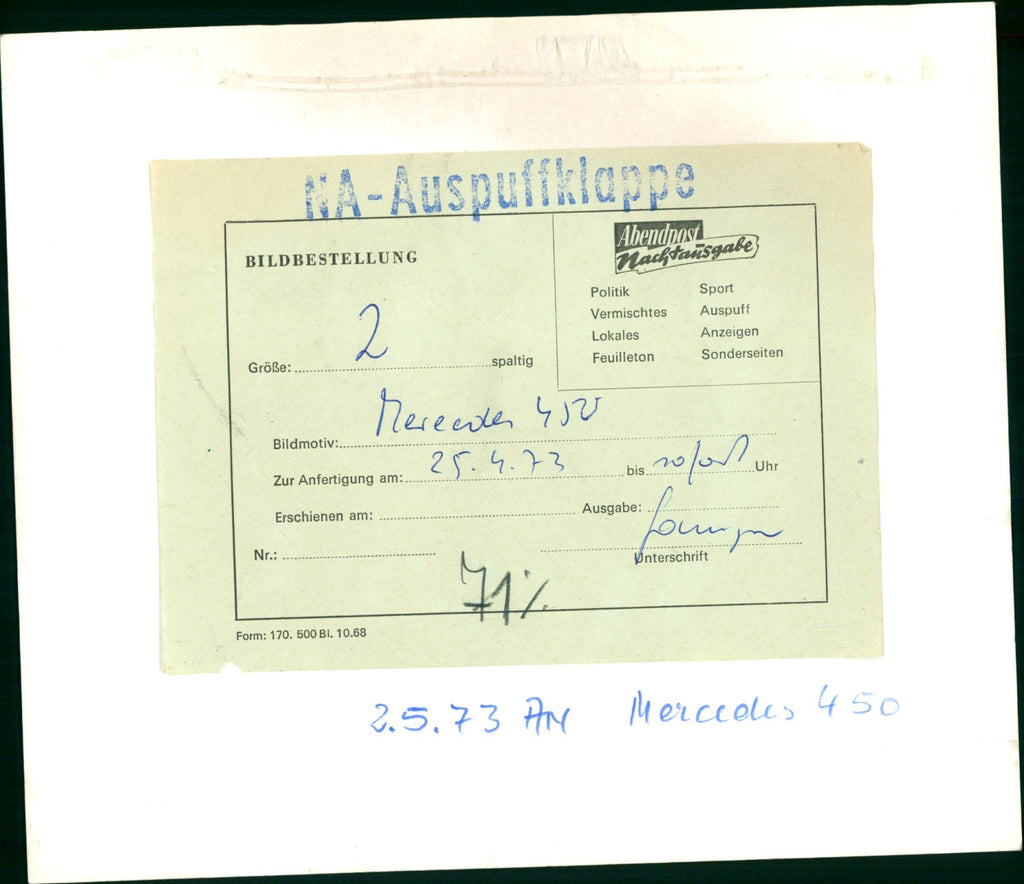 NA-Auspuffklappe
BILDBESTELLUNG
Abendpost
Nachtausgabe
Politik Sport
Vermischtes Auspuff
Lokales Anzeigen
Feuilleton Sonderseiten
Größe: 2 spaltig
Bildmotiv: Mercedes 450
Zur Anfertigung am: 25.4.73 bis sofort Uhr
Erschienen am: Ausgabe:
Nr.:
Unterschrift
71%
Form: 170. 500 Bl. 10.68
2.5.73 AN Mercedes 450